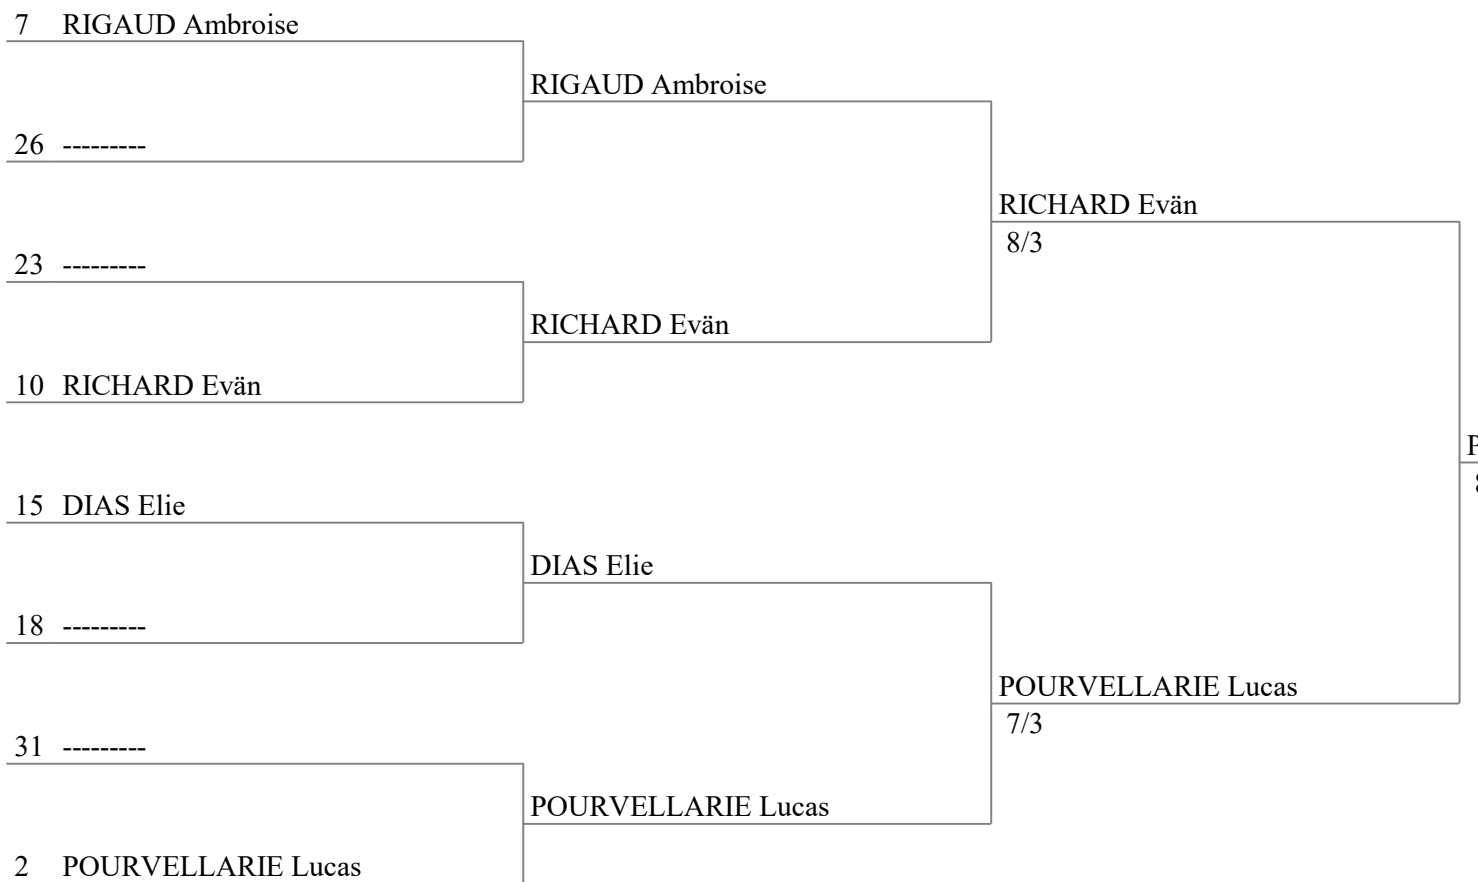 7 RIGAUD Ambroise
RIGAUD Ambroise
26 ---------
RICHARD Evän
8/3
23 ---------
RICHARD Evän
10 RICHARD Evän
15 DIAS Elie
DIAS Elie
18 ---------
POURVELLARIE Lucas
7/3
31 ---------
POURVELLARIE Lucas
2 POURVELLARIE Lucas